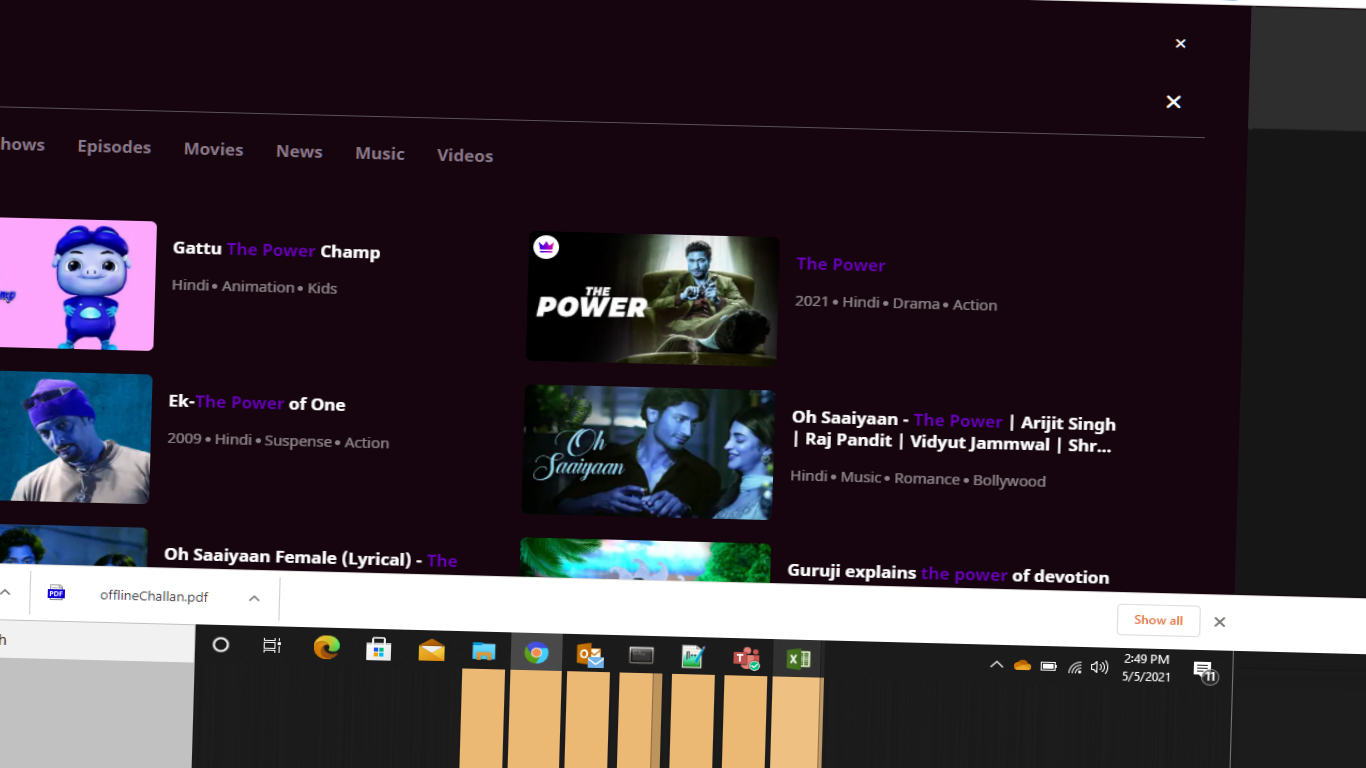 hows Episodes Movies News Music Videos
Gattu The Power Champ
Hindi • Animation • Kids
THE
POWER
The Power
2021 • Hindi • Drama • Action
Ek-The Power of One
2009 • Hindi • Suspense • Action
Oh
Saaiyaan
Oh Saaiyaan - The Power | Arijit Singh
| Raj Pandit | Vidyut Jammwal | Shr...
Hindi • Music • Romance • Bollywood
Oh Saaiyaan Female (Lyrical) - The
Guruji explains the power of devotion
PDF
offlineChallan.pdf
Show all
h
2:49 PM
5/5/2021
11